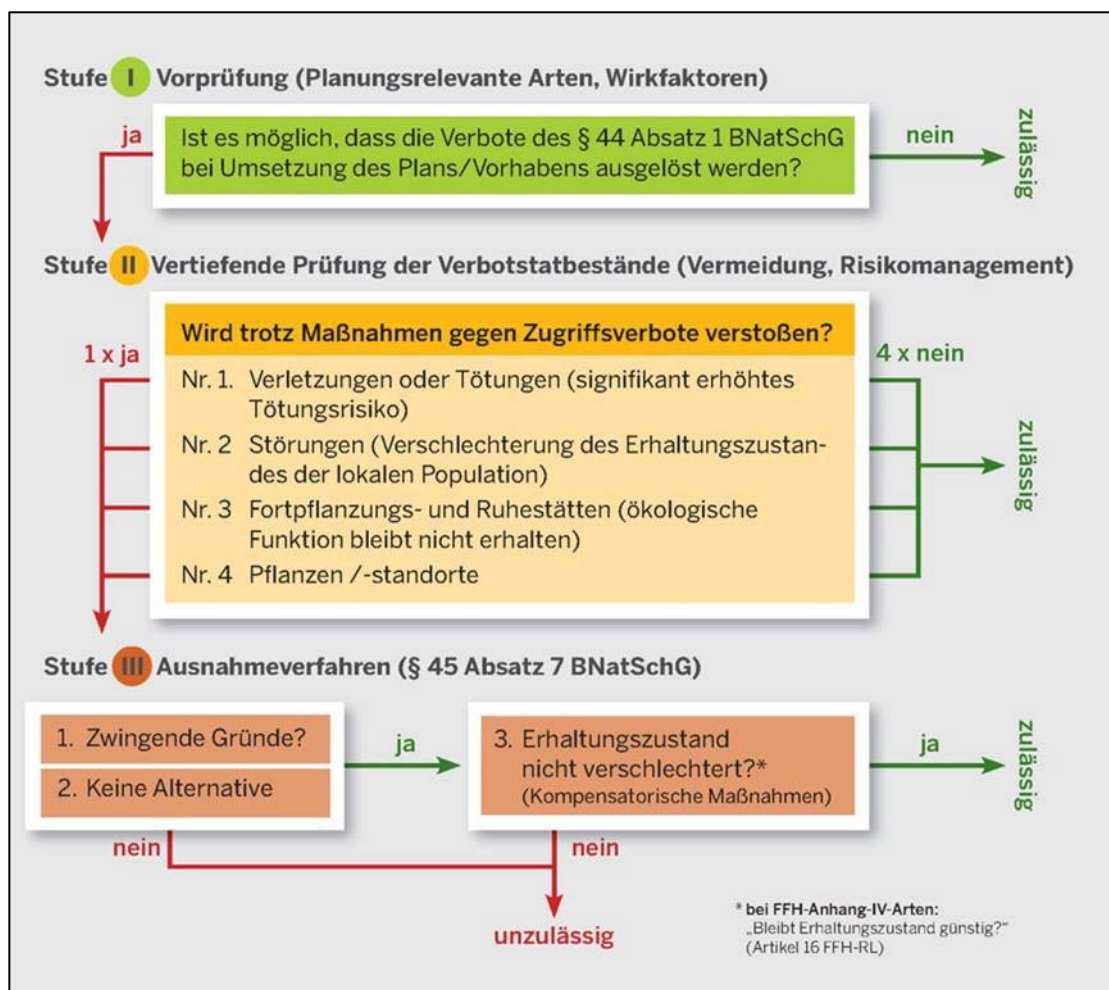 Stufe I Vorprüfung (Planungsrelevante Arten, Wirkfaktoren)
ja
Ist es möglich, dass die Verbote des § 44 Absatz 1 BNatSchG
bei Umsetzung des Plans/Vorhabens ausgelöst werden?
nein
zulässig
Stufe II Vertiefende Prüfung der Verbotstatbestände (Vermeidung, Risikomanagement)
Wird trotz Maßnahmen gegen Zugriffsverbote verstoßen?
1 x ja
4 x nein
Nr. 1. Verletzungen oder Tötungen (signifikant erhöhtes
Tötungsrisiko)
Nr. 2 Störungen (Verschlechterung des Erhaltungszustan-
des der lokalen Population)
Nr. 3 Fortpflanzungs- und Ruhestätten (ökologische
Funktion bleibt nicht erhalten)
Nr. 4 Pflanzen /-standorte
zulässig
Stufe III Ausnahmeverfahren (§ 45 Absatz 7 BNatSchG)
1. Zwingende Gründe?
2. Keine Alternative
ja
3. Erhaltungszustand
nicht verschlechtert?*
(Kompensatorische Maßnahmen)
ja
zulässig
nein
nein
unzulässig
* bei FFH-Anhang-IV-Arten:
„Bleibt Erhaltungszustand günstig?“
(Artikel 16 FFH-RL)